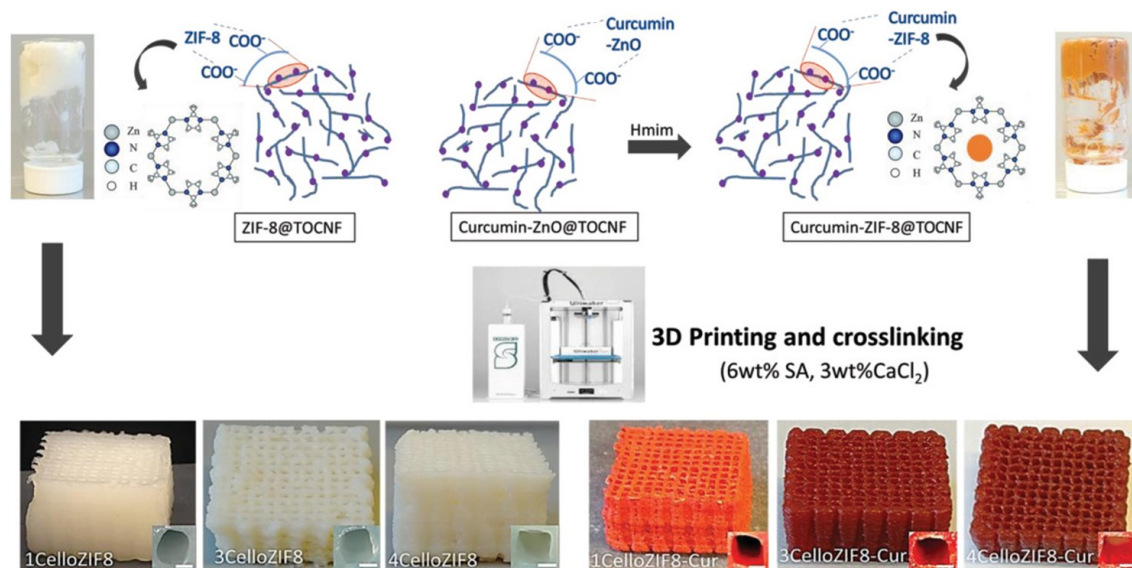 ZIF-8
COO-
COO-
Zn
N
C
H
ZIF-8@TOCNF
Curcumin
-ZnO
COO-
COO-
Curcumin-ZnO@TOCNF
Hmim
Curcumin
-ZIF-8
COO-
COO-
Zn
N
C
H
Curcumin-ZIF-8@TOCNF
Ultimaker
3D Printing and crosslinking
(6wt% SA, 3wt%CaCl₂)
1CelloZIF8
3CelloZIF8
4CelloZIF8
1CelloZIF8-Cur
3CelloZIF8-Cur
4CelloZIF8-Cur